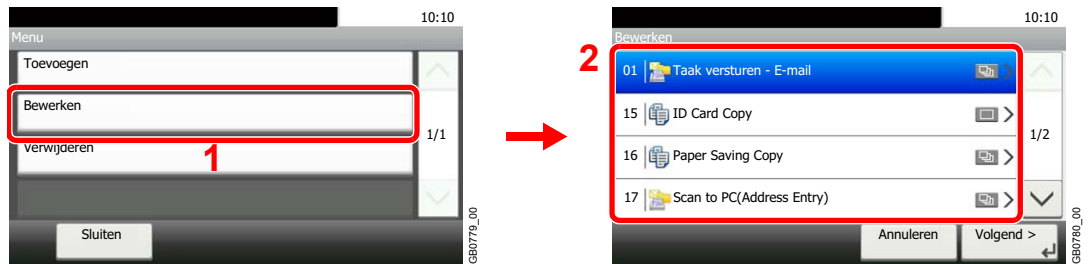 10:10
Menu
Toevoegen
Bewerken
1/1
Verwijderen
1
Sluiten
GB0779_00
10:10
Bewerken
2
01 Taak versturen - E-mail
15 ID Card Copy
1/2
16 Paper Saving Copy
17 Scan to PC(Address Entry)
Annuleren
Volgend >
GB0780_00